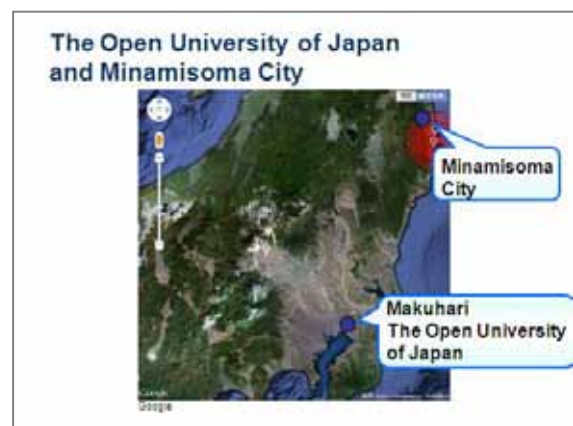 The Open University of Japan
and Minamisoma City
Minamisoma
City
Makuhari
The Open University
of Japan
Google